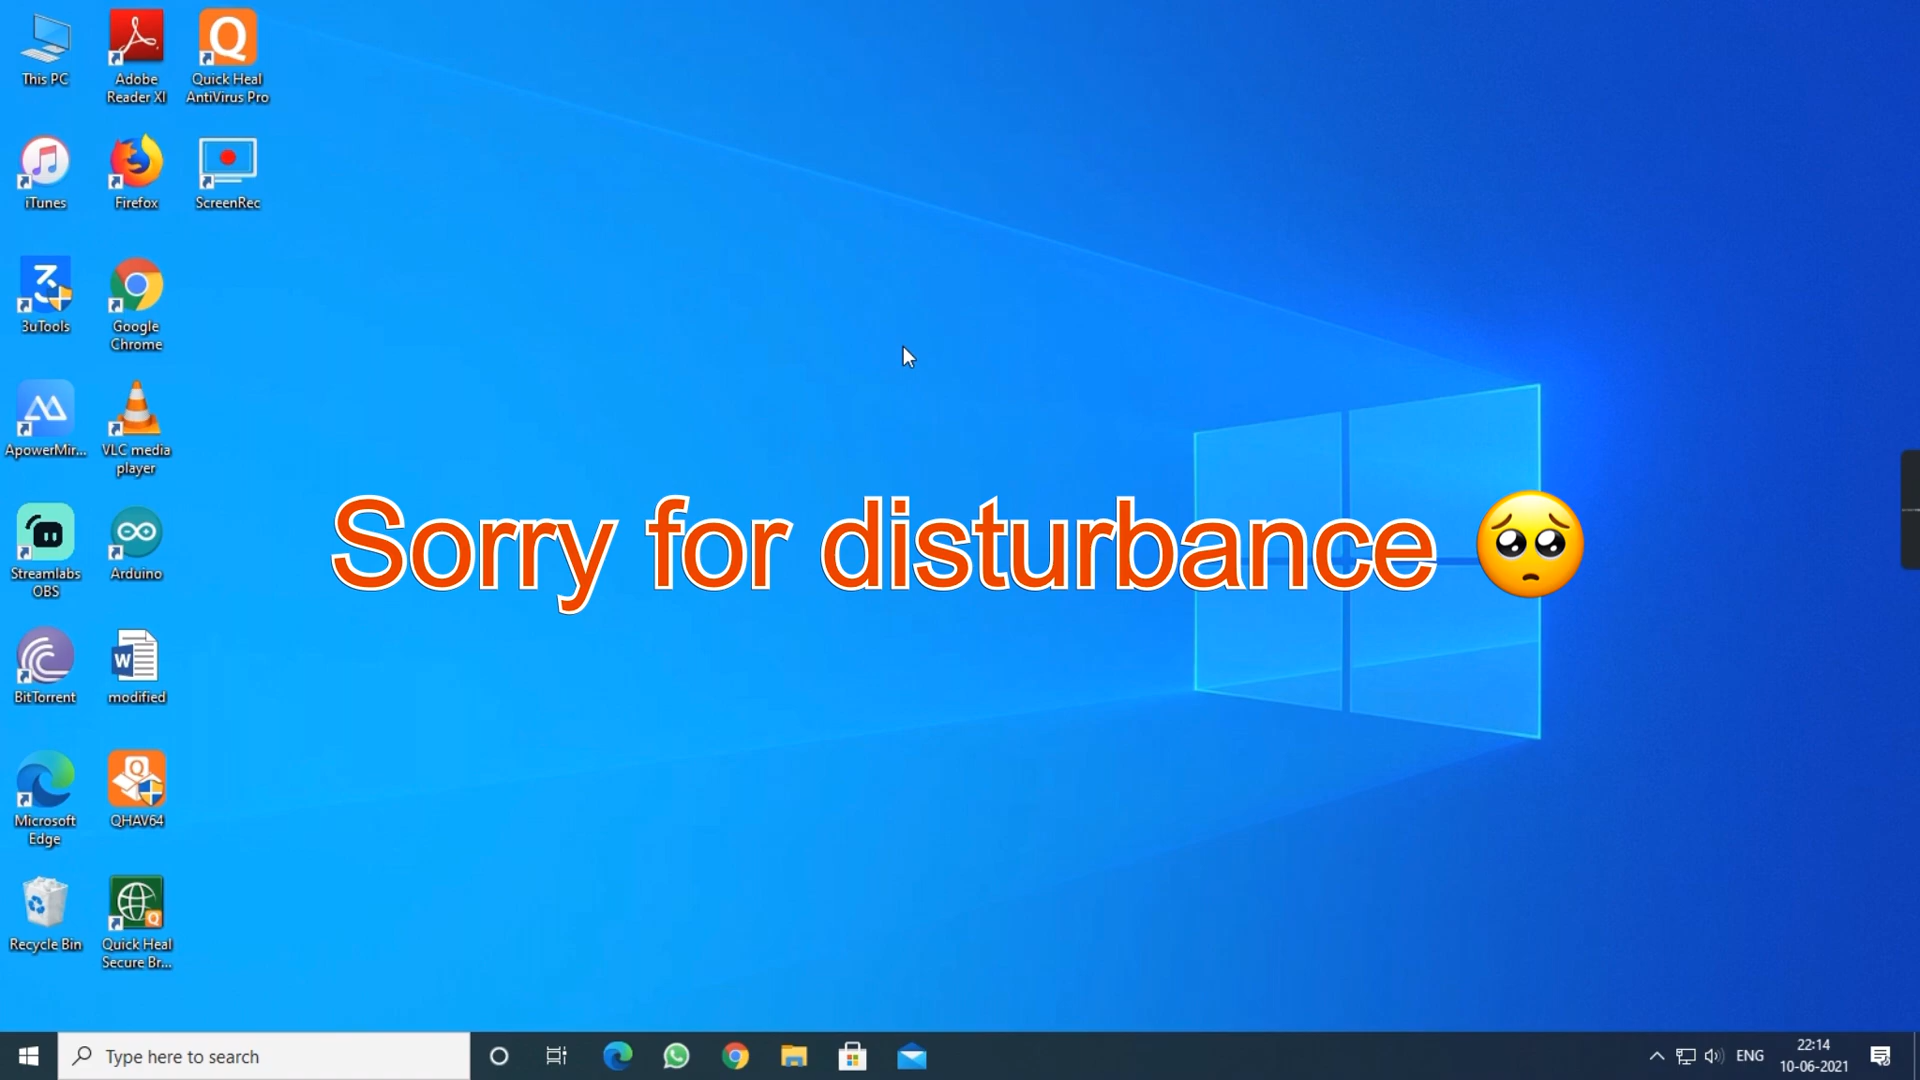 This PC
Adobe
Reader XI
Quick Heal
AntiVirus Pro
iTunes
Firefox
ScreenRec
3uTools
Google
Chrome
ApowerMir...
VLC media
player
Sorry for disturbance 🥺
Streamlabs
OBS
Arduino
BitTorrent
modified
Microsoft
Edge
QHAV64
Recycle Bin
Quick Heal
Secure Br...
Type here to search
ENG
22:14
10-06-2021